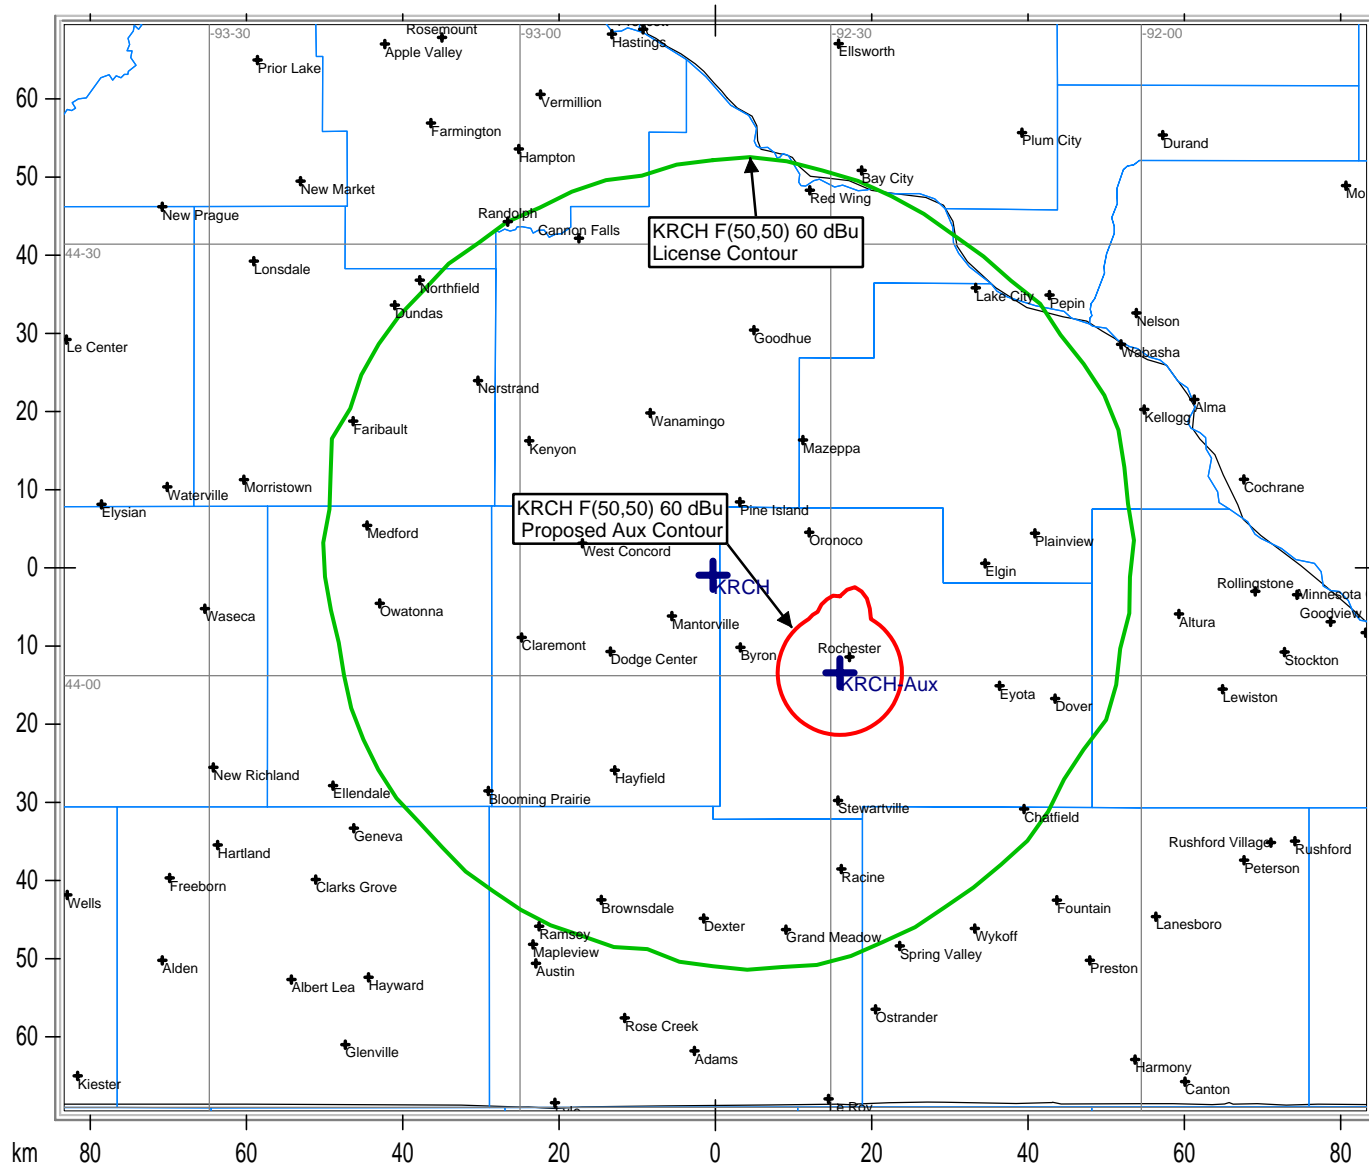 -93-30
-93-00
-92-30
-92-00
Rosemount
Hastings
Apple Valley
Ellsworth
Prior Lake
60
Vermillion
Farmington
Plum City
Durand
Hampton
50
New Market
Bay City
Red Wing
Mo
New Prague
Randolph
Cannon Falls
KRCH F(50,50) 60 dBu
License Contour
40
44-30
Lonsdale
Northfield
Lake City
Pepin
Dundas
Nelson
30
Goodhue
Le Center
Wabasha
Nerstrand
20
Wanamingo
Alma
Kellogg
Faribault
Kenyon
Mazeppa
10
Waterville
Morristown
Cochrane
Elysian
Pine Island
KRCH F(50,50) 60 dBu
Proposed Aux Contour
Medford
Oronoco
Plainview
West Concord
0
Elgin
KRCH
Rollingstone
Minnesota
Waseca
Owatonna
Mantorville
Altura
Goodview
10
Claremont
Dodge Center
Byron
Rochester
Stockton
44-00
KRCH-Aux
Eyota
Dover
Lewiston
20
New Richland
Hayfield
Ellendale
Blooming Prairie
30
Stewartville
Chatfield
Geneva
Hartland
Rushford Village
Rushford
Peterson
Racine
40
Freeborn
Clarks Grove
Wells
Brownsdale
Dexter
Fountain
Lanesboro
Ramsey
Grand Meadow
Wykoff
Mapleview
Spring Valley
50
Alden
Austin
Preston
Albert Lea
Hayward
Ostrander
Rose Creek
60
Glenville
Adams
Harmony
Kiester
Canton
Le Roy
km
80
60
40
20
0
20
40
60
80